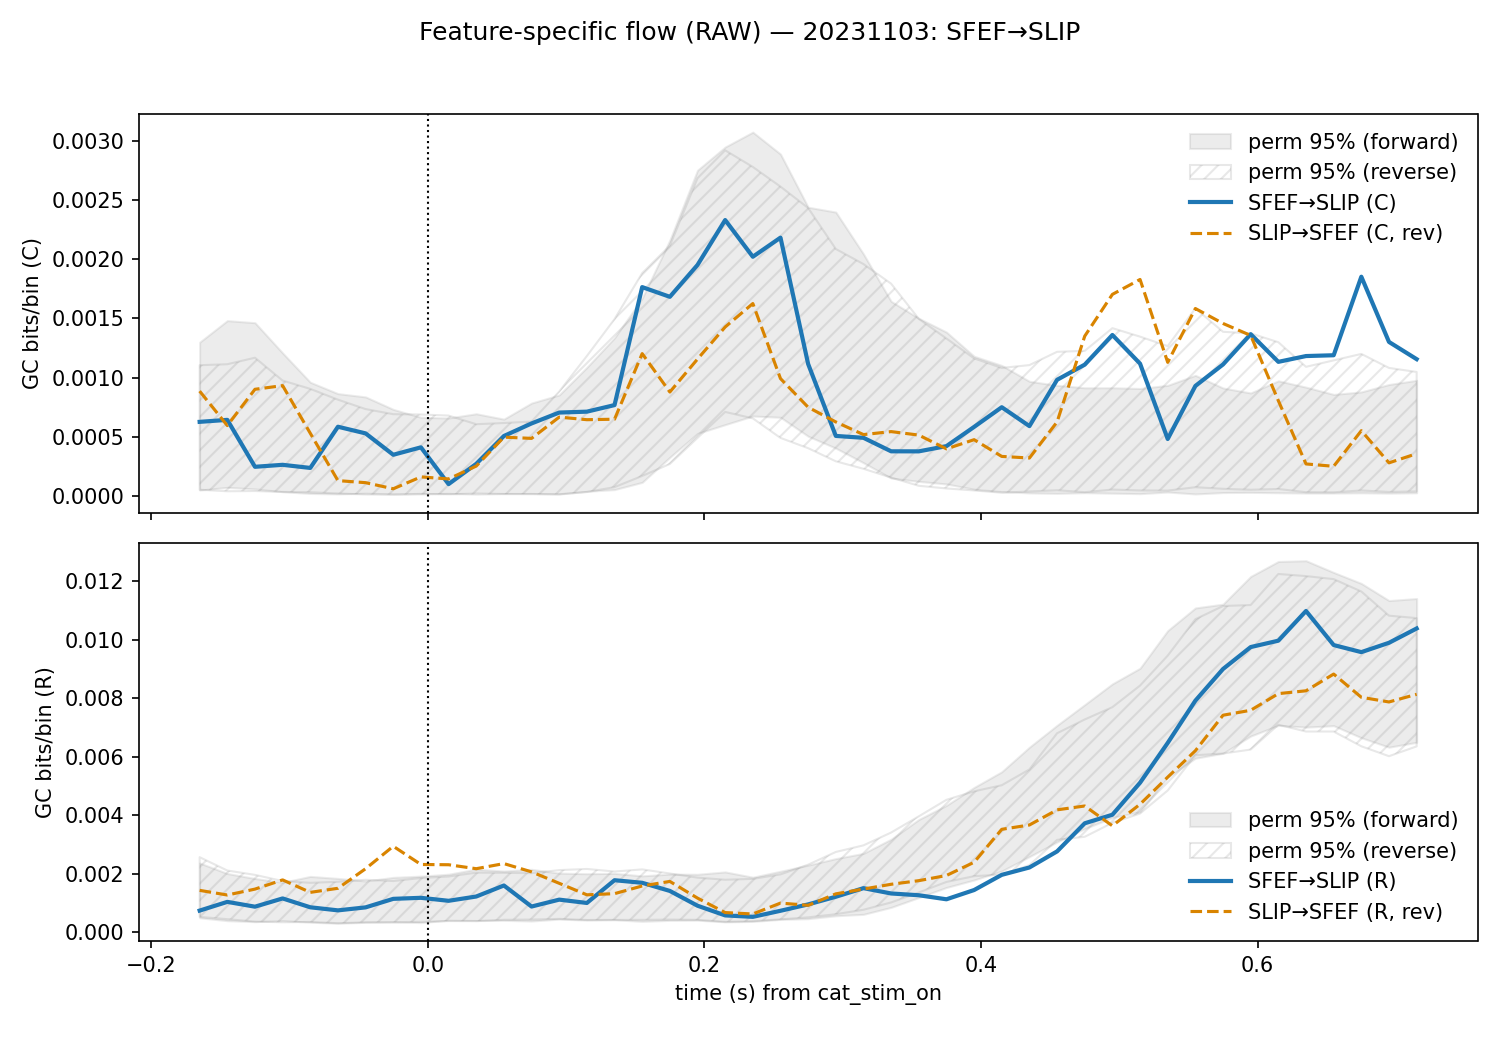 Feature-specific flow (RAW) — 20231103: SFEF→SLIP
GC bits/bin (C)
0.0030
0.0025
0.0020
0.0015
0.0010
0.0005
0.0000
perm 95% (forward)
perm 95% (reverse)
SFEF→SLIP (C)
SLIP→SFEF (C, rev)
GC bits/bin (R)
0.012
0.010
0.008
0.006
0.004
0.002
0.000
perm 95% (forward)
perm 95% (reverse)
SFEF→SLIP (R)
SLIP→SFEF (R, rev)
−0.2 0.0 0.2 0.4 0.6
time (s) from cat_stim_on